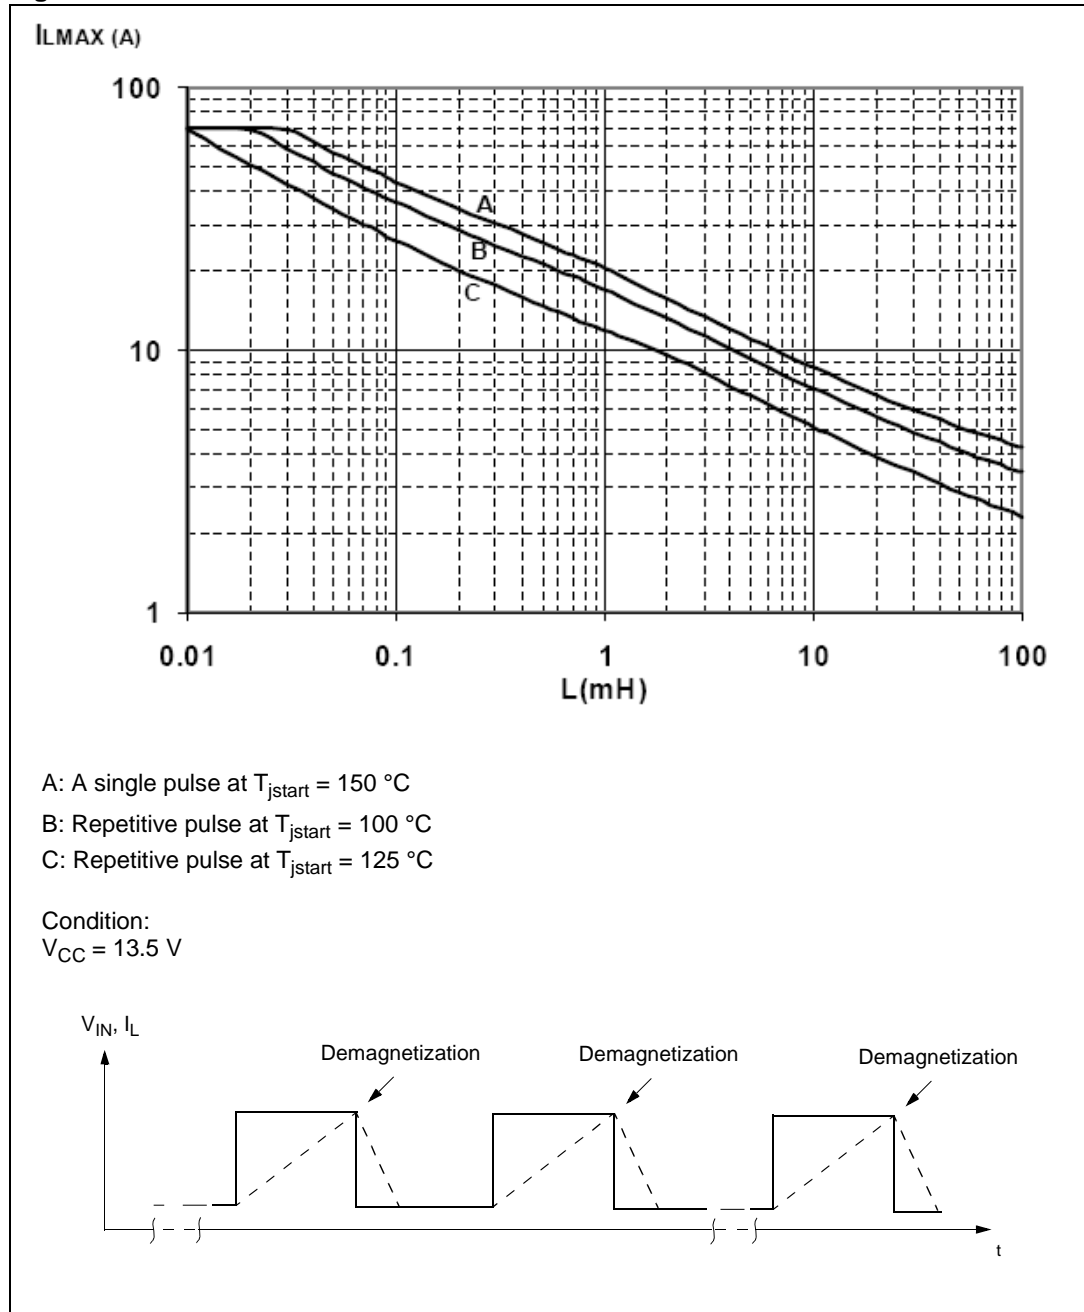 ILMAX (A)
100
10
1
A
B
C
0.01 0.1 1 10 100
L(mH)
A: A single pulse at Tjstart = 150 °C
B: Repetitive pulse at Tjstart = 100 °C
C: Repetitive pulse at Tjstart = 125 °C
Condition:
VCC = 13.5 V
VIN, IL
Demagnetization Demagnetization Demagnetization
t